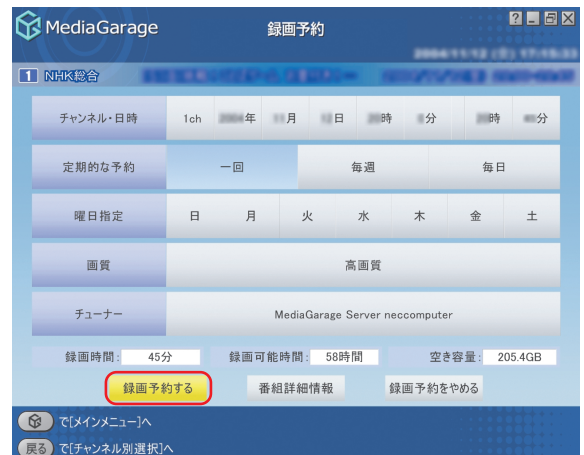 MediaGarage 録画予約
1 NHK総合
チャンネル・日時 1ch 年 月 日 時 分 時 分
定期的な予約 一回 毎週 毎日
曜日指定 日 月 火 水 木 金 土
画質 高画質
チューナー MediaGarage Server neccomputer
録画時間: 45分 録画可能時間: 58時間 空き容量: 205.4GB
録画予約する 番組詳細情報 録画予約をやめる
で[メインメニュー]へ
戻る で[チャンネル別選択]へ